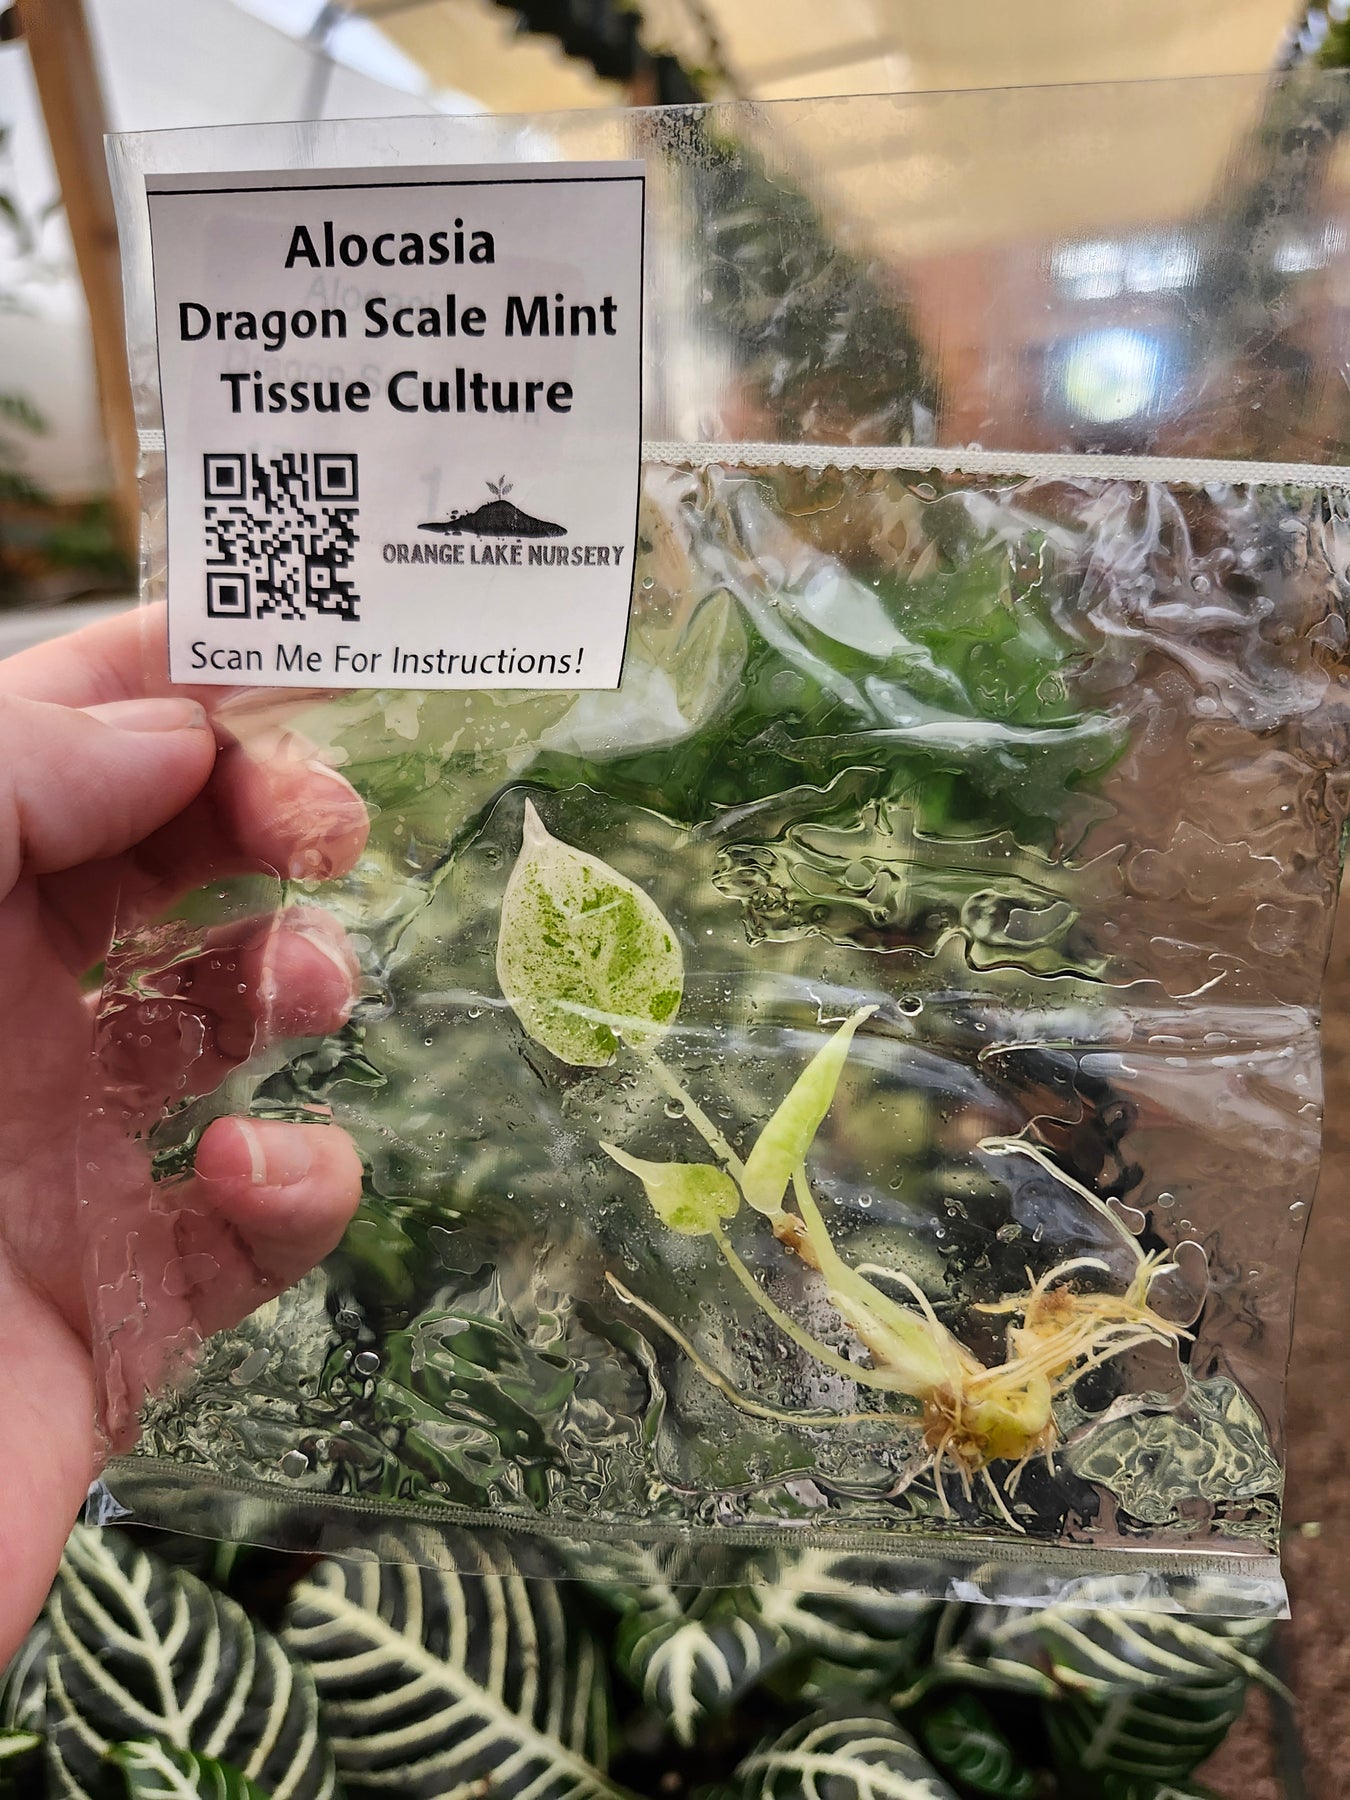 Alocasia
Dragon Scale Mint
Tissue Culture
ORANGE LAKE NURSERY
Scan Me For Instructions!